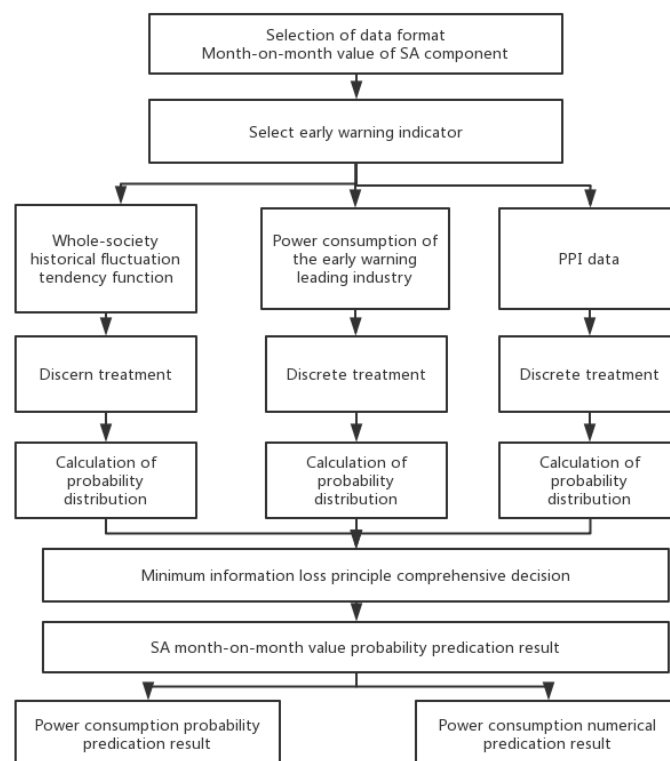 Selection of data format
Month-on-month value of SA component
Select early warning indicator
Whole-society
historical fluctuation
tendency function
Power consumption of
the early warning
leading industry
PPI data
Discern treatment
Discrete treatment
Discrete treatment
Calculation of
probability
distribution
Calculation of
probability
distribution
Calculation of
probability
distribution
Minimum information loss principle comprehensive decision
SA month-on-month value probability predication result
Power consumption probability
predication result
Power consumption numerical
predication result